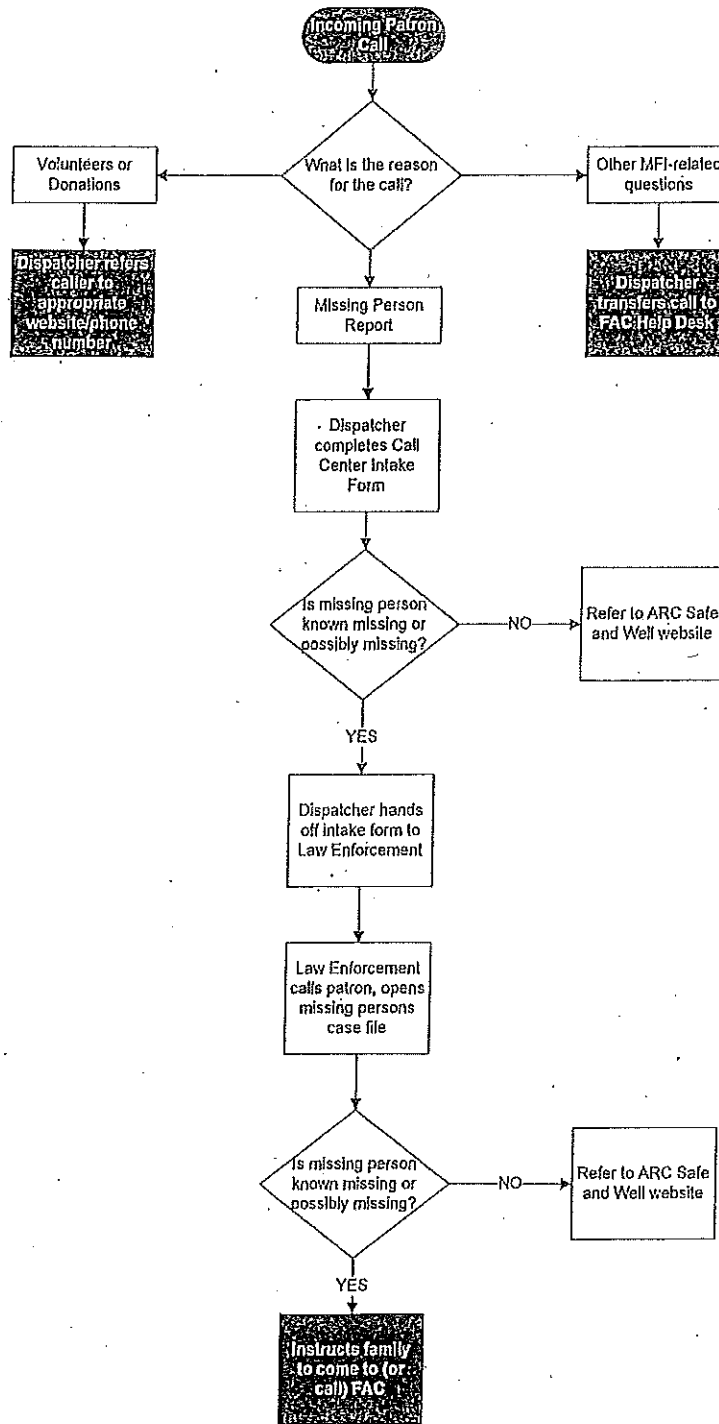 Incoming Patron
Call
What is the reason
for the call?
Volunteers or
Donations
Other MFI-related
questions
Dispatcher refers
caller to
appropriate
website/phone
number
Dispatcher
transfers call to
FAC Help Desk
Missing Person
Report
Dispatcher
completes Call
Center Intake
Form
Is missing person
known missing or
possibly missing?
NO
Refer to ARC Safe
and Well website
YES
Dispatcher hands
off intake form to
Law Enforcement
Law Enforcement
calls patron, opens
missing persons
case file
Is missing person
known missing or
possibly missing?
NO
Refer to ARC Safe
and Well website
YES
Instructs family
to come to (or
call) FAC